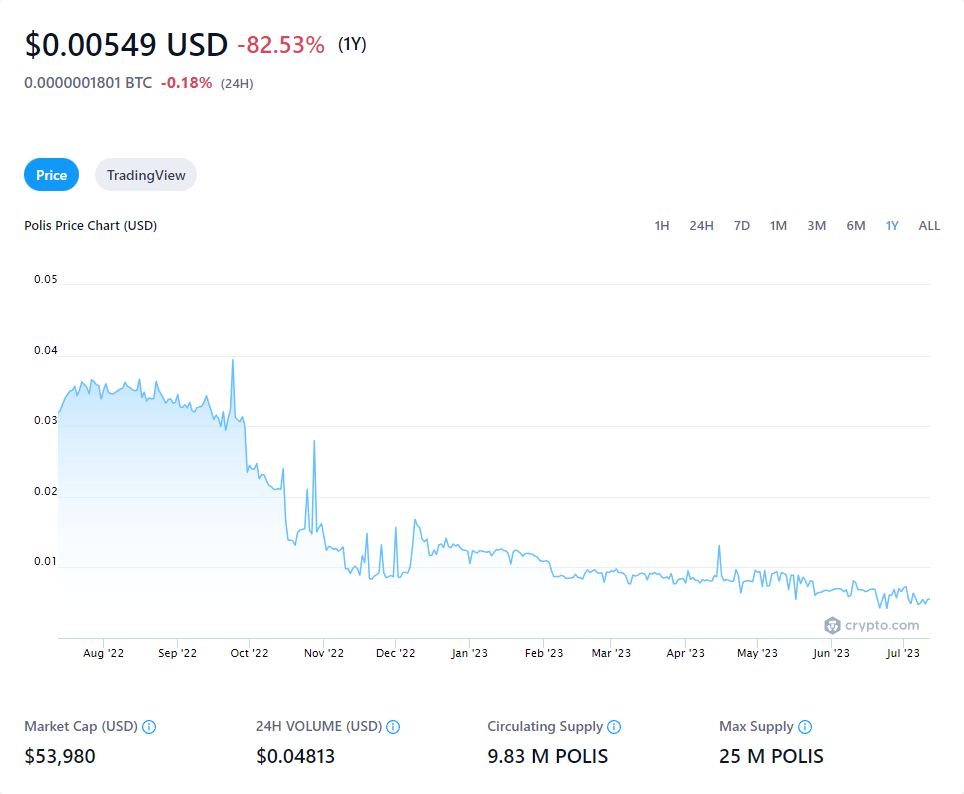 $0.00549 USD -82.53% (1Y)
0.0000001801 BTC -0.18% (24H)
Price TradingView
Polis Price Chart (USD) 1H 24H 7D 1M 3M 6M 1Y ALL
0.05
0.04
0.03
0.02
0.01
crypto.com
Aug '22 Sep '22 Oct '22 Nov '22 Dec '22 Jan '23 Feb '23 Mar '23 Apr '23 May '23 Jun '23 Jul '23
Market Cap (USD) 24H VOLUME (USD) Circulating Supply Max Supply
$53,980 $0.04813 9.83 M POLIS 25 M POLIS